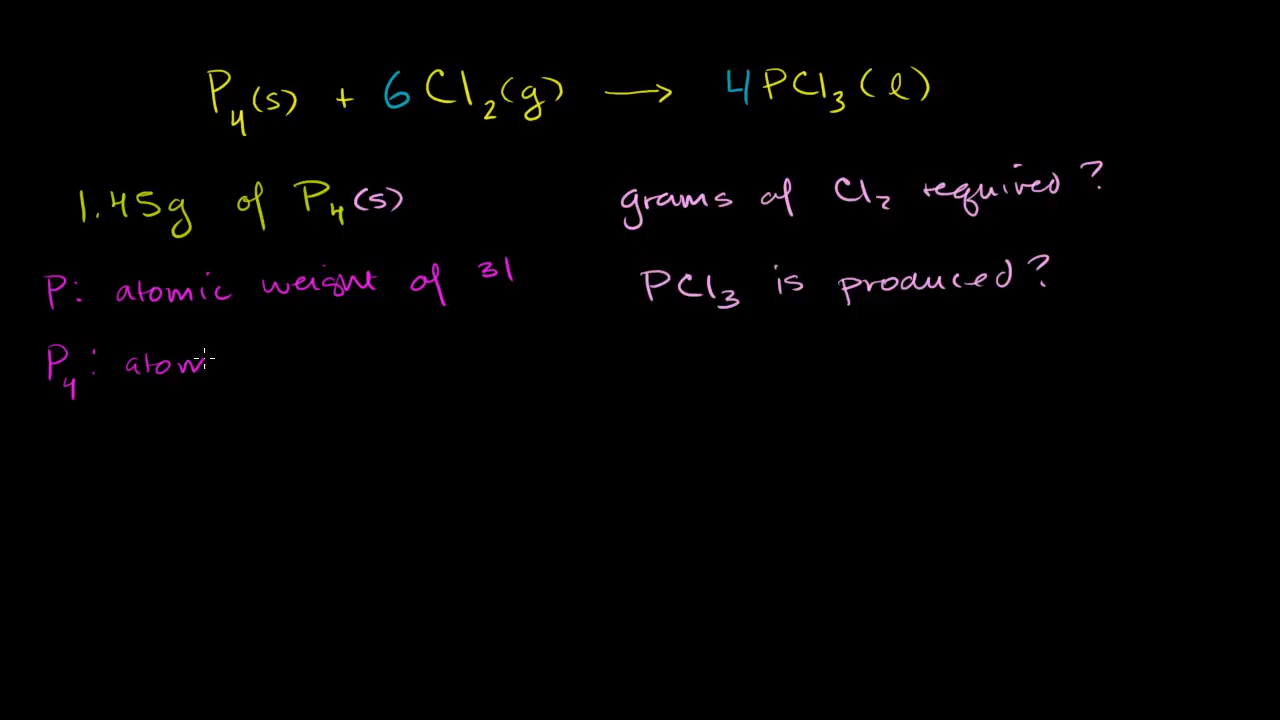 P₄(s) + 6Cl₂(g) → 4PCl₃(l)
1.45g of P₄(s)
grams of Cl₂ required?
P: atomic weight of 31
PCl₃ is produced?
P₄: atom